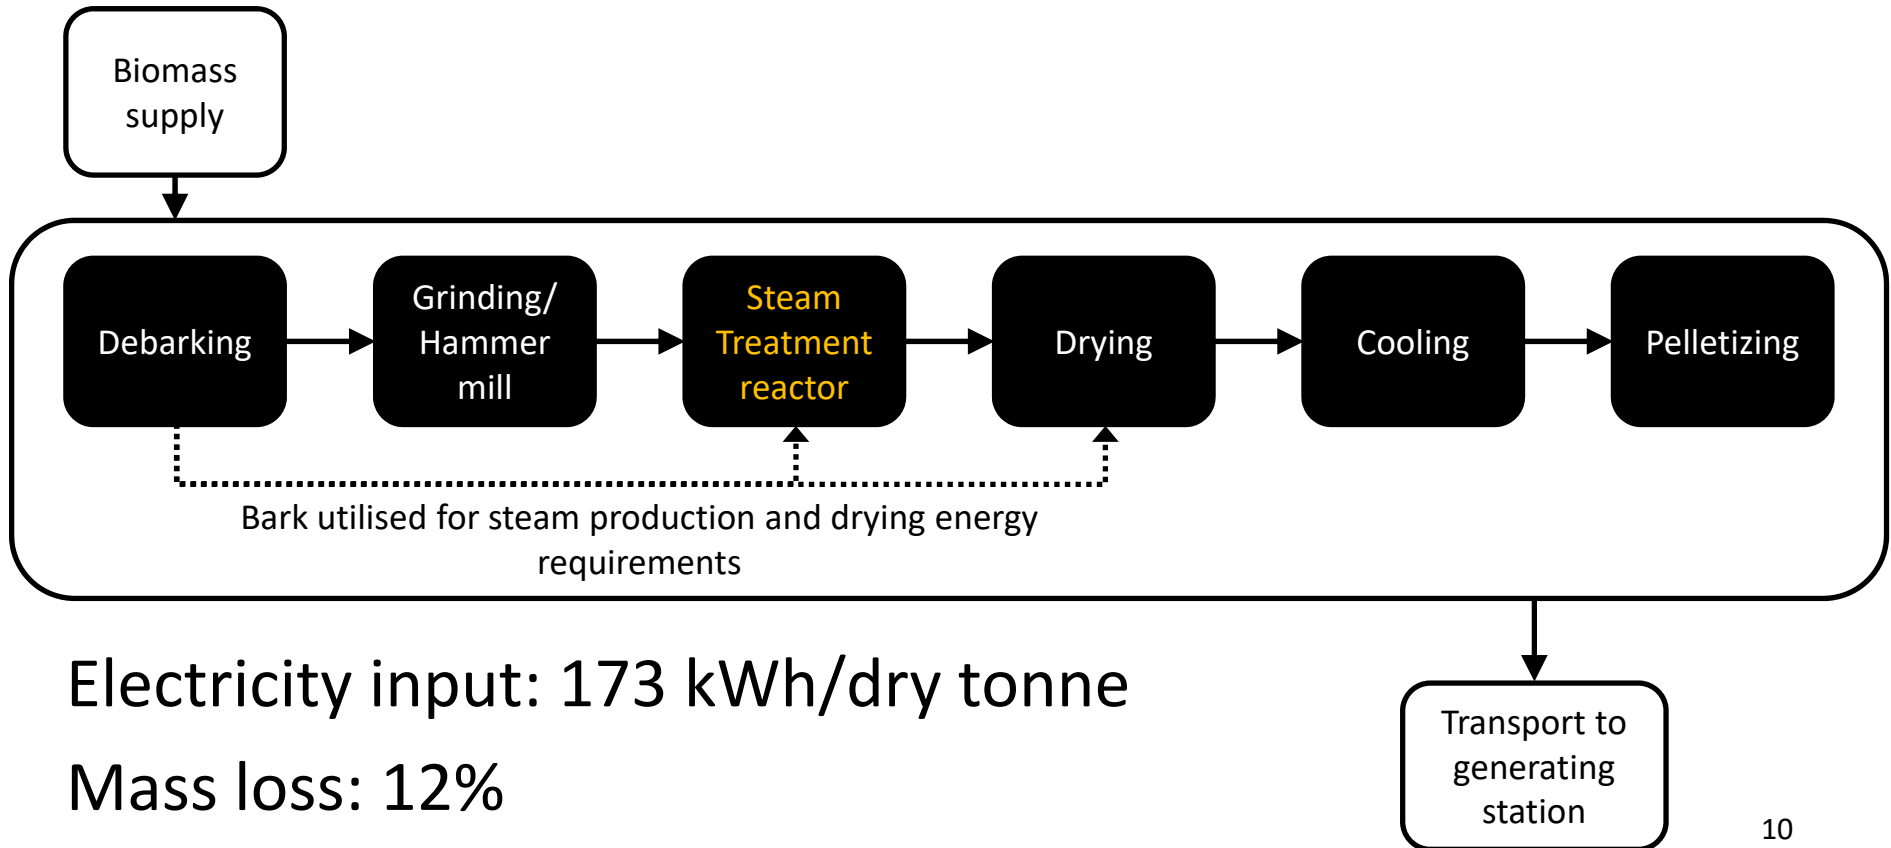 Biomass
supply
Debarking
Grinding/
Hammer
mill
Steam
Treatment
reactor
Drying
Cooling
Pelletizing
Bark utilised for steam production and drying energy
requirements
Electricity input: 173 kWh/dry tonne
Mass loss: 12%
Transport to
generating
station
10